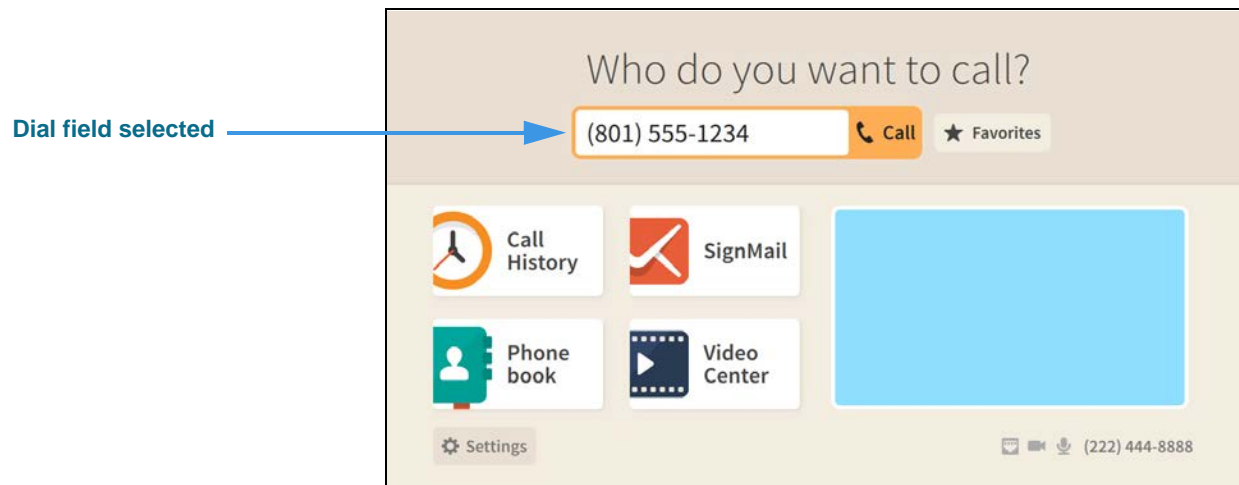 Who do you want to call?
Dial field selected
(801) 555-1234
Call
Favorites
Call
History
SignMail
Phone
book
Video
Center
Settings
(222) 444-8888